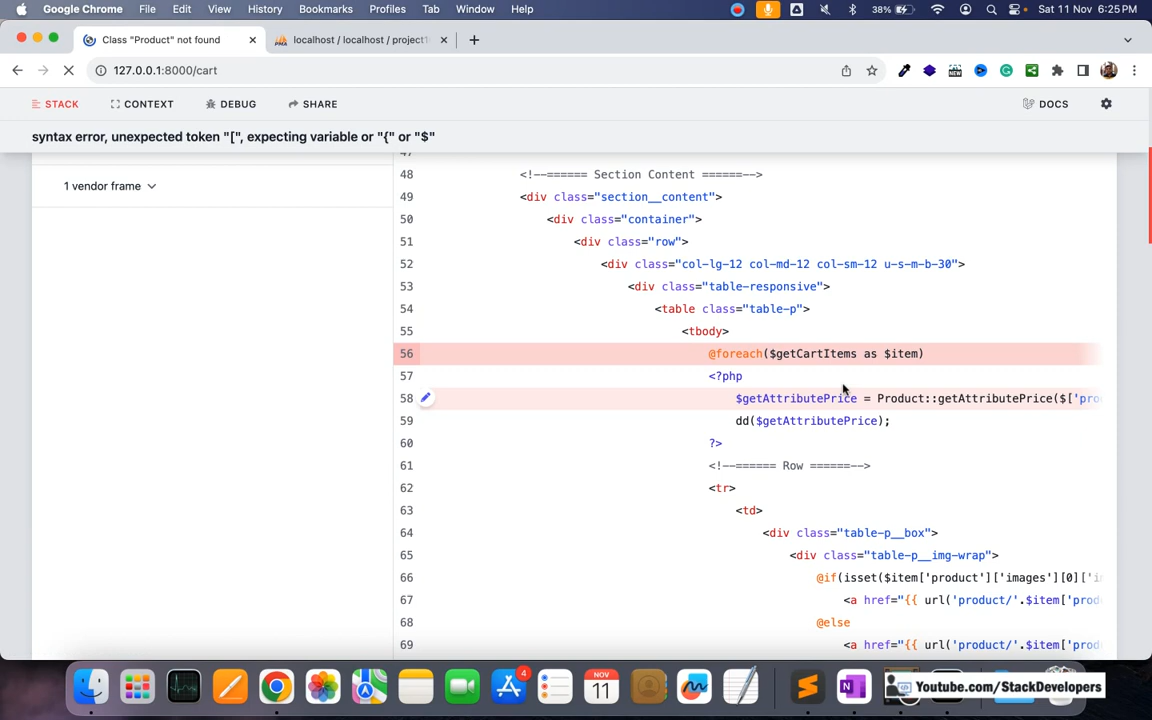 Google Chrome File Edit View History Bookmarks Profiles Tab Window Help 38% Sat 11 Nov 6:25 PM
Class "Product" not found localhost / localhost / project1
127.0.0.1:8000/cart
NEW
STACK CONTEXT DEBUG SHARE DOCS
syntax error, unexpected token "[", expecting variable or "{" or "$"
47
1 vendor frame
48 <!--====== Section Content ======-->
49 <div class="section__content">
50 <div class="container">
51 <div class="row">
52 <div class="col-lg-12 col-md-12 col-sm-12 u-s-m-b-30">
53 <div class="table-responsive">
54 <table class="table-p">
55 <tbody>
56 @foreach($getCartItems as $item)
57 <?php
58 $getAttributePrice = Product::getAttributePrice($['pro
59 dd($getAttributePrice);
60 ?>
61 <!--====== Row ======-->
62 <tr>
63 <td>
64 <div class="table-p__box">
65 <div class="table-p__img-wrap">
66 @if(isset($item['product']['images'][0]['i
67 <a href="{{ url('product/'.$item['prod
68 @else
69 <a href="{{ url('product/'.$item['prod
4
NOV
11
Youtube.com/StackDevelopers